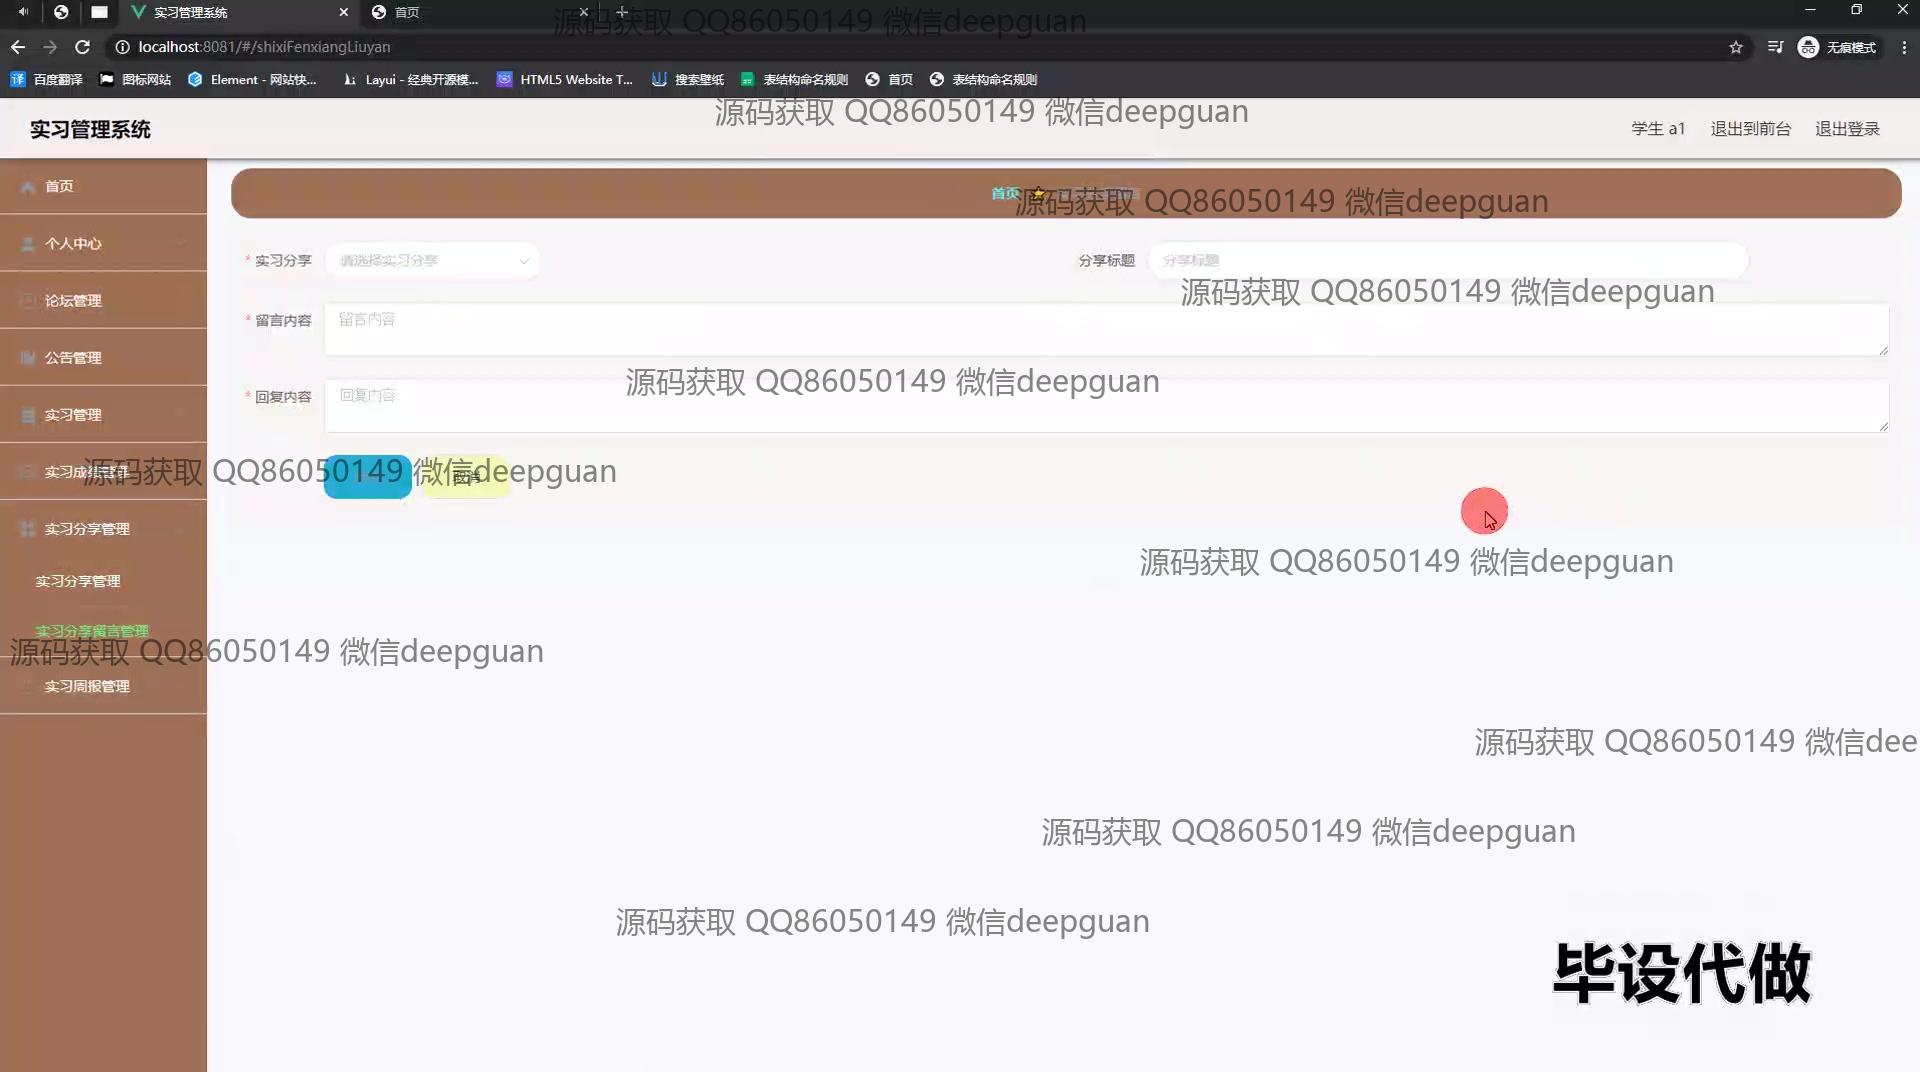 实习管理系统
首页
源码获取 QQ86050149 微信deepguan
localhost:8081/#/shixiFenxiangLiuyan
无痕模式
百度翻译
图标网站
Element - 网站快...
Layui - 经典开源模...
HTML5 Website T...
搜索壁纸
表结构命名规则
首页
表结构命名规则
源码获取 QQ86050149 微信deepguan
实习管理系统
学生 a1
退出到前台
退出登录
首页
首页
源码获取 QQ86050149 微信deepguan
个人中心
* 实习分享
请选择实习分享
分享标题
分享标题
源码获取 QQ86050149 微信deepguan
论坛管理
* 留言内容
留言内容
公告管理
源码获取 QQ86050149 微信deepguan
* 回复内容
回复内容
实习管理
实习成绩管理
源码获取 QQ86050149 微信deepguan
取消
实习分享管理
源码获取 QQ86050149 微信deepguan
实习分享管理
实习分享留言管理
源码获取 QQ86050149 微信deepguan
实习周报管理
源码获取 QQ86050149 微信dee
源码获取 QQ86050149 微信deepguan
源码获取 QQ86050149 微信deepguan
毕设代做